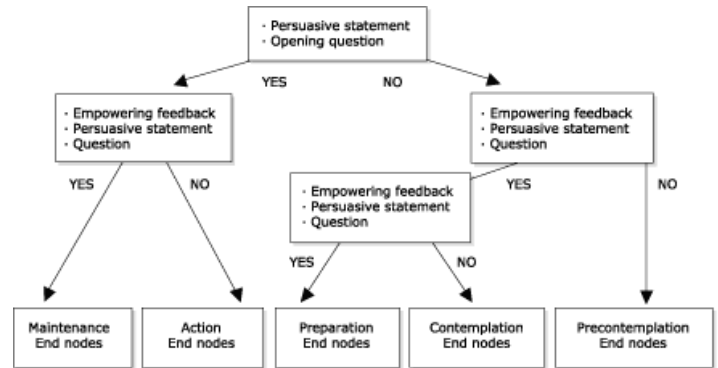 · Persuasive statement
· Opening question
YES
NO
· Empowering feedback
· Persuasive statement
· Question
· Empowering feedback
· Persuasive statement
· Question
YES
NO
· Empowering feedback
· Persuasive statement
· Question
YES
NO
YES
NO
Maintenance
End nodes
Action
End nodes
Preparation
End nodes
Contemplation
End nodes
Precontemplation
End nodes